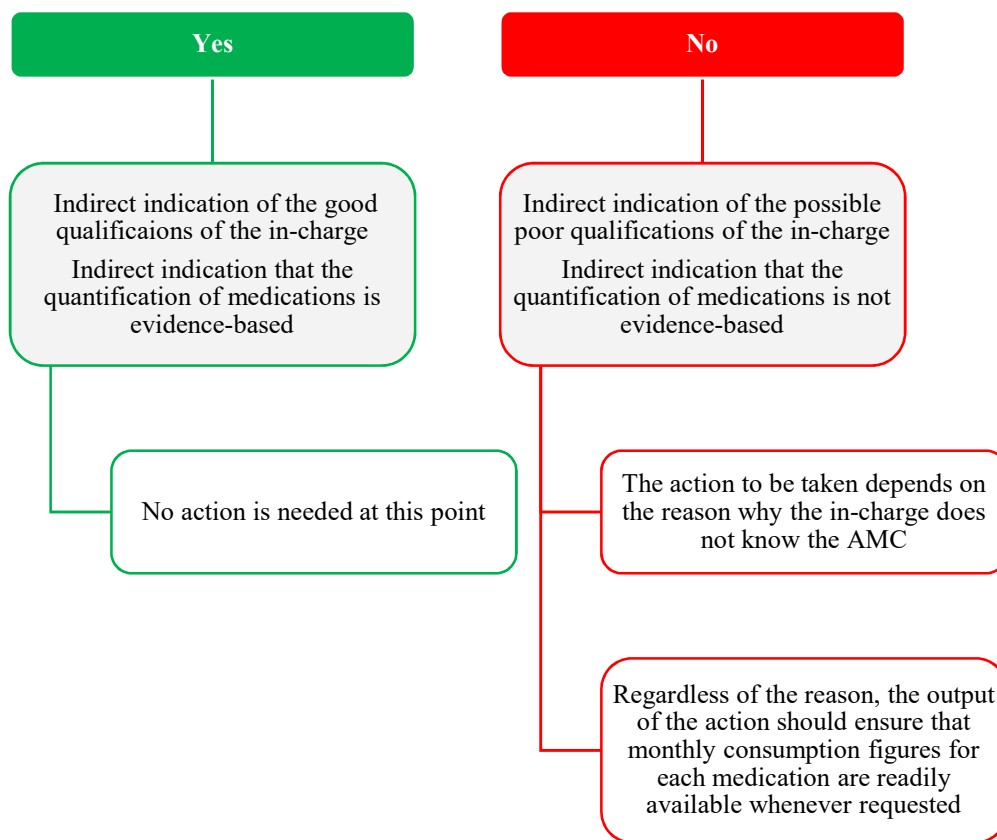 Yes
No
Indirect indication of the good
qualificaions of the in-charge
Indirect indication that the
quantification of medications is
evidence-based
Indirect indication of the possible
poor qualifications of the in-charge
Indirect indication that the
quantification of medications is not
evidence-based
No action is needed at this point
The action to be taken depends on
the reason why the in-charge does
not know the AMC
Regardless of the reason, the output
of the action should ensure that
monthly consumption figures for
each medication are readily
available whenever requested